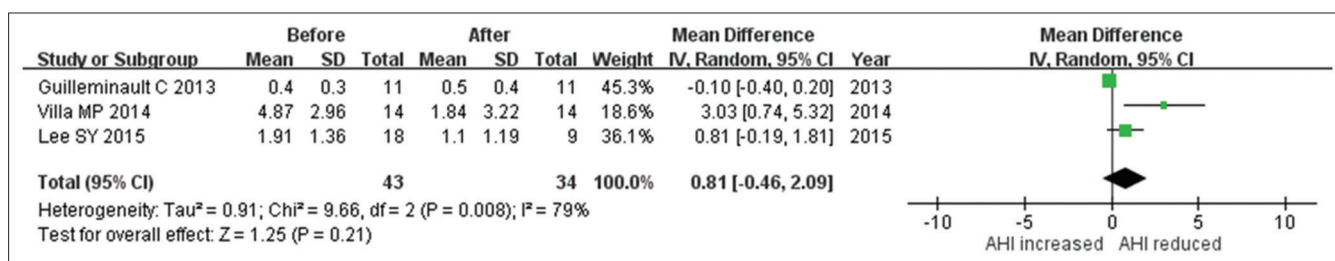 Before After Mean Difference Mean Difference
Study or Subgroup Mean SD Total Mean SD Total Weight IV, Random, 95% CI Year IV, Random, 95% CI
Guilleminault C 2013 0.4 0.3 11 0.5 0.4 11 45.3% -0.10 [-0.40, 0.20] 2013
Villa MP 2014 4.87 2.96 14 1.84 3.22 14 18.6% 3.03 [0.74, 5.32] 2014
Lee SY 2015 1.91 1.36 18 1.1 1.19 9 36.1% 0.81 [-0.19, 1.81] 2015
Total (95% CI) 43 34 100.0% 0.81 [-0.46, 2.09]
Heterogeneity: Tau² = 0.91; Chi² = 9.66, df = 2 (P = 0.008); I² = 79%
Test for overall effect: Z = 1.25 (P = 0.21)
-10 -5 0 5 10
AHI increased AHI reduced